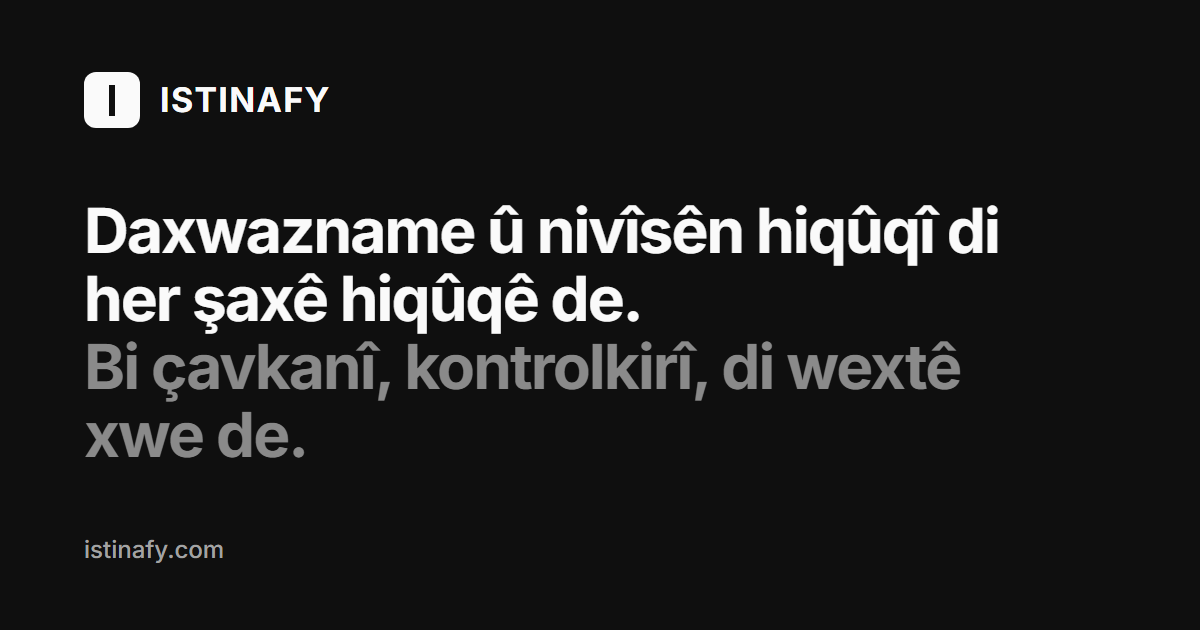 I ISTINAFY
Daxwazname û nivîsên hiqûqî di
her şaxê hiqûqê de.
Bi çavkanî, kontrolkirî, di wextê
xwe de.
istinafy.com